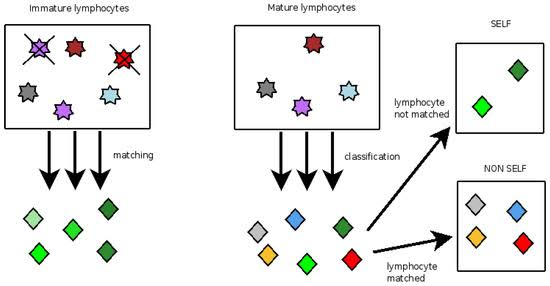 Immature lymphocytes
matching
Mature lymphocytes
classification
lymphocyte
not matched
lymphocyte
matched
SELF
NON SELF